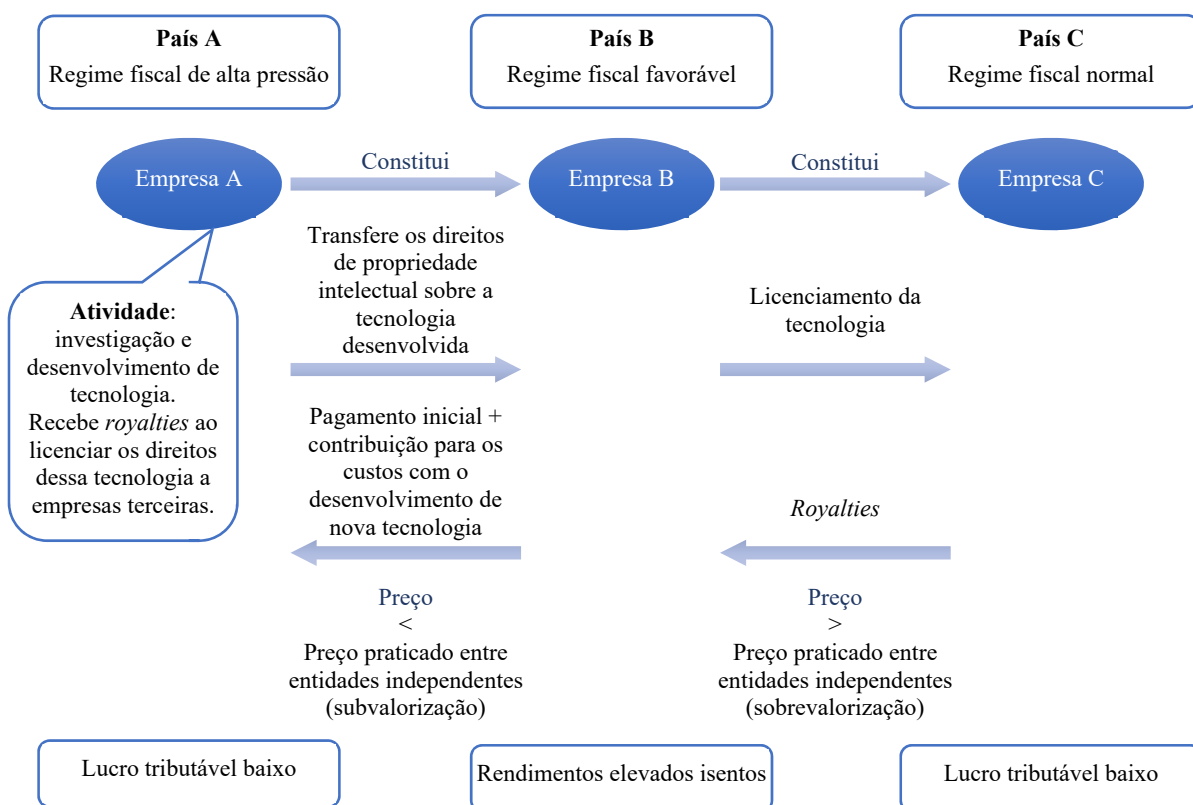 País A
Regime fiscal de alta pressão
País B
Regime fiscal favorável
País C
Regime fiscal normal
Empresa A
Constitui
Empresa B
Constitui
Empresa C
Atividade:
investigação e
desenvolvimento de
tecnologia.
Recebe royalties ao
licenciar os direitos
dessa tecnologia a
empresas terceiras.
Transfere os direitos
de propriedade
intelectual sobre a
tecnologia
desenvolvida
Licenciamento da
tecnologia
Pagamento inicial +
contribuição para os
custos com o
desenvolvimento de
nova tecnologia
Royalties
Preço
<
Preço praticado entre
entidades independentes
(subvalorização)
Preço
>
Preço praticado entre
entidades independentes
(sobrevalorização)
Lucro tributável baixo
Rendimentos elevados isentos
Lucro tributável baixo